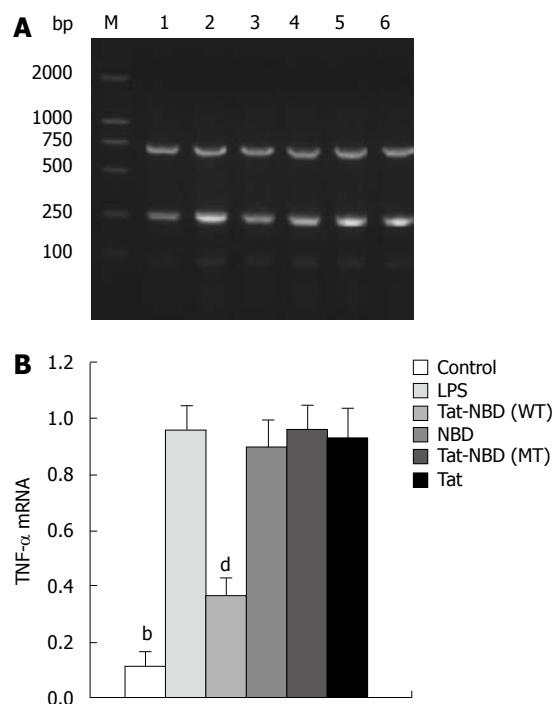 A
bp M 1 2 3 4 5 6
2000
1000
750
500
250
100
B
TNF-α mRNA
1.2
1.0
0.8
0.6
0.4
0.2
0.0
b
d
Control
LPS
Tat-NBD (WT)
NBD
Tat-NBD (MT)
Tat